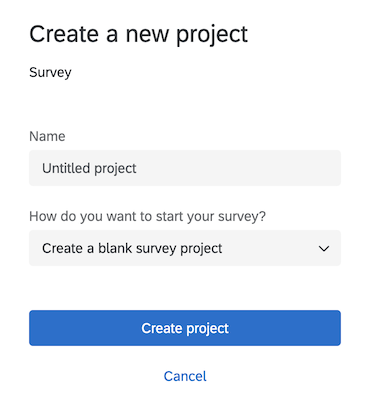 Create a new project
Survey
Name
Untitled project
How do you want to start your survey?
Create a blank survey project
Create project
Cancel